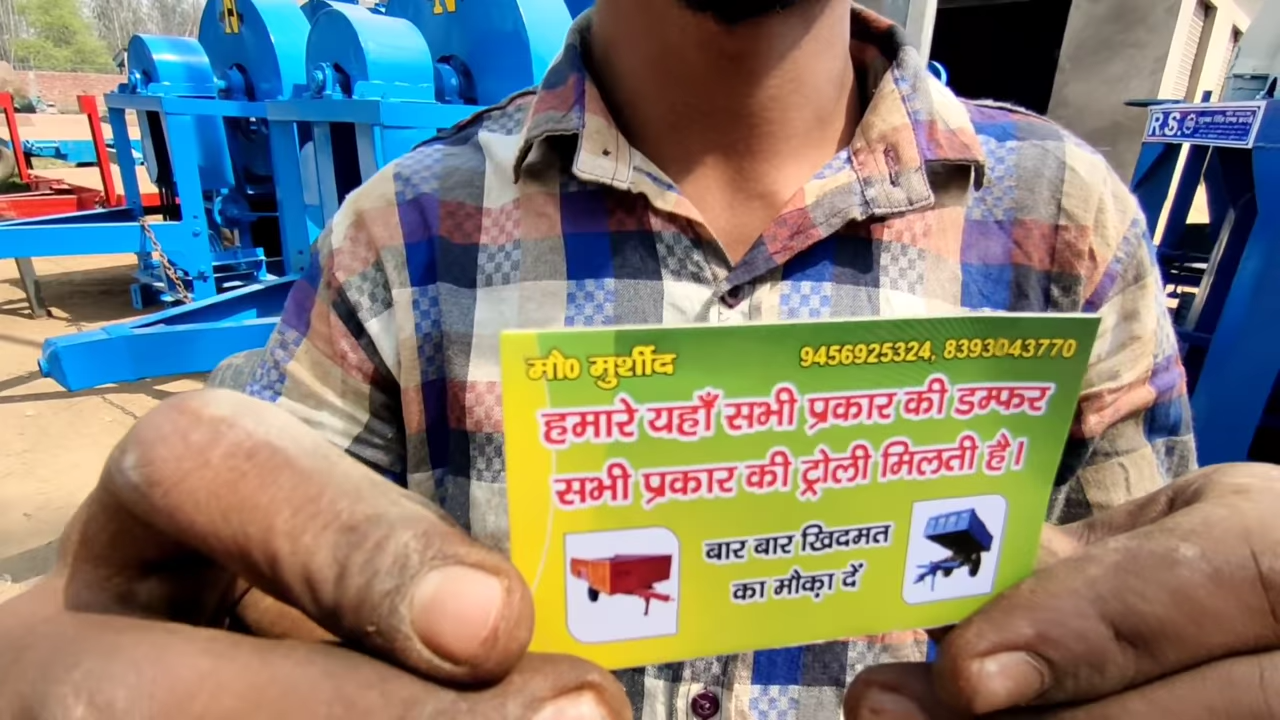 N
N
R.S.
मौ० मुर्शीद
9456925324, 8393043770
हमारे यहाँ सभी प्रकार की डम्फर
सभी प्रकार की ट्रोली मिलती है।
बार बार खिदमत
का मौक़ा दें